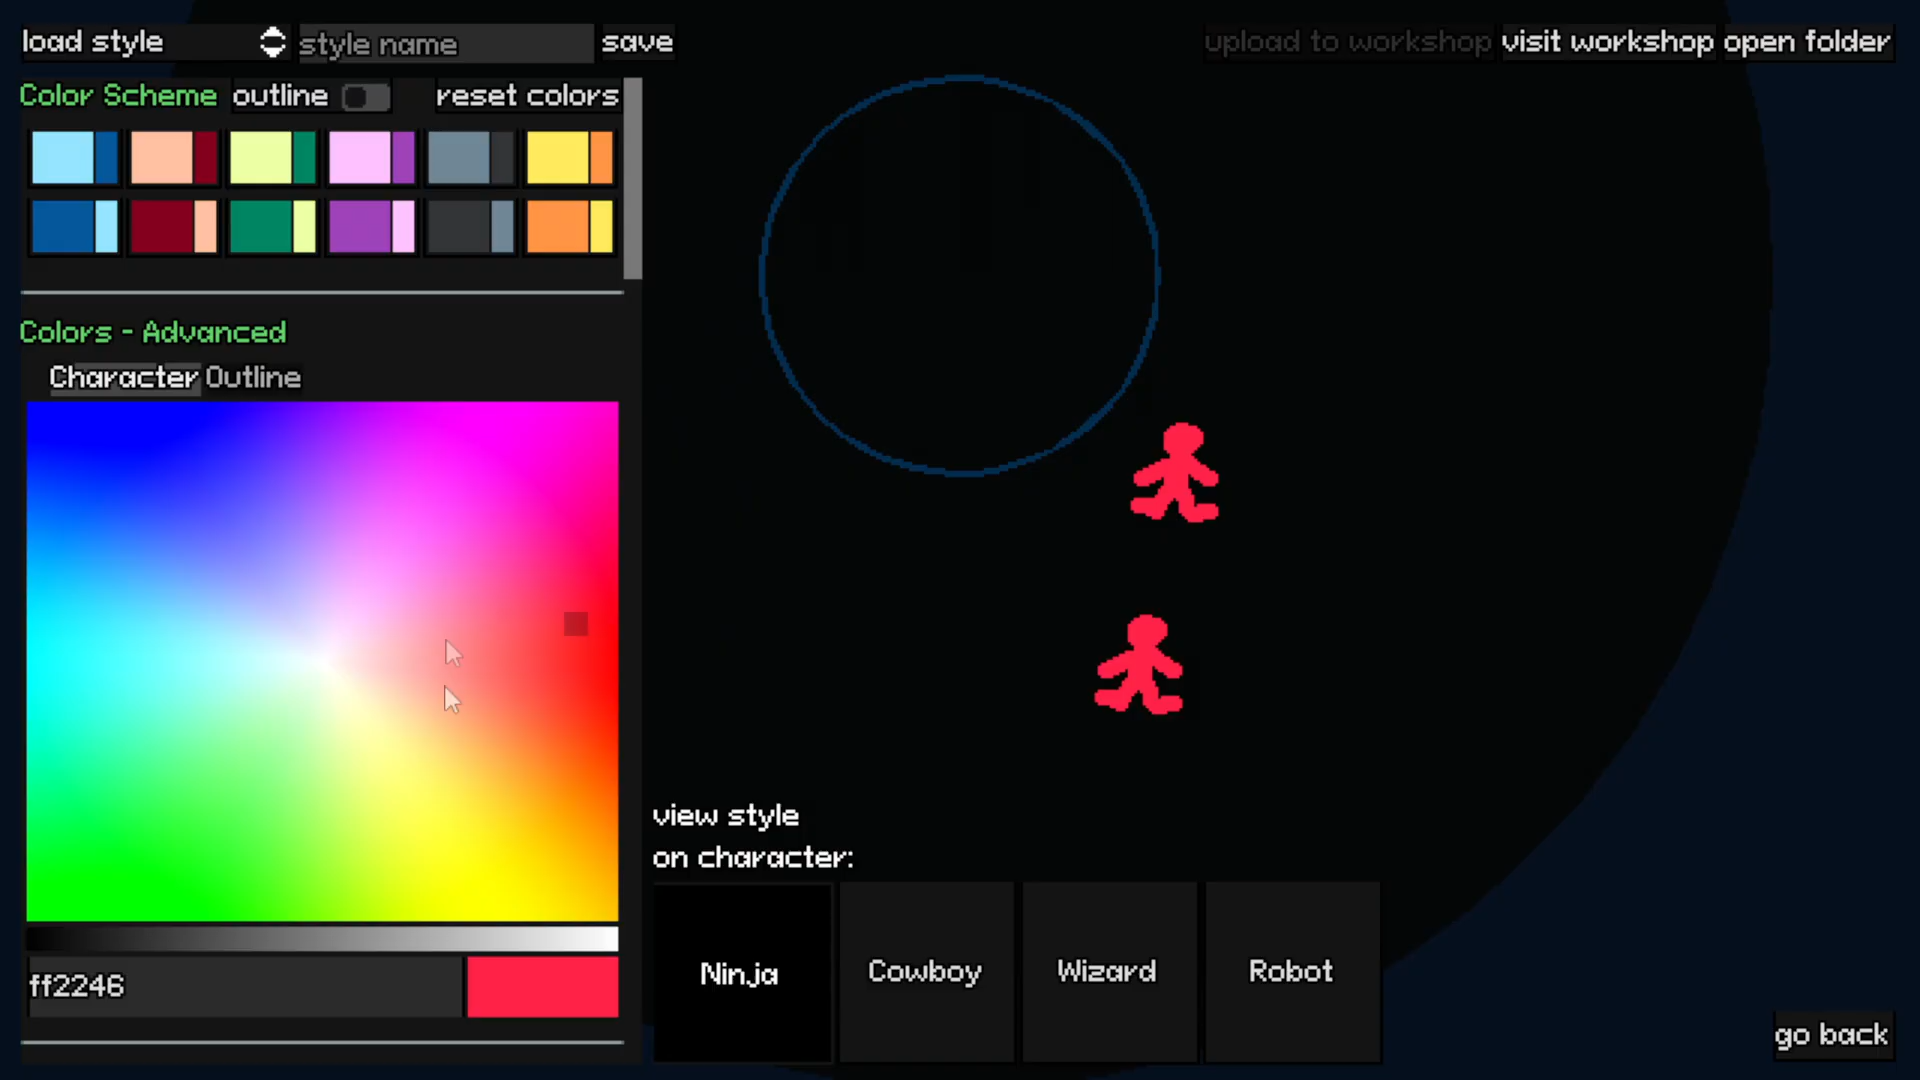 load style
style name
save
upload to workshop
visit workshop
open folder
Color Scheme
outline
reset colors
Colors - Advanced
Character
Outline
view style
on character:
Ninja
Cowboy
Wizard
Robot
ff2246
go back